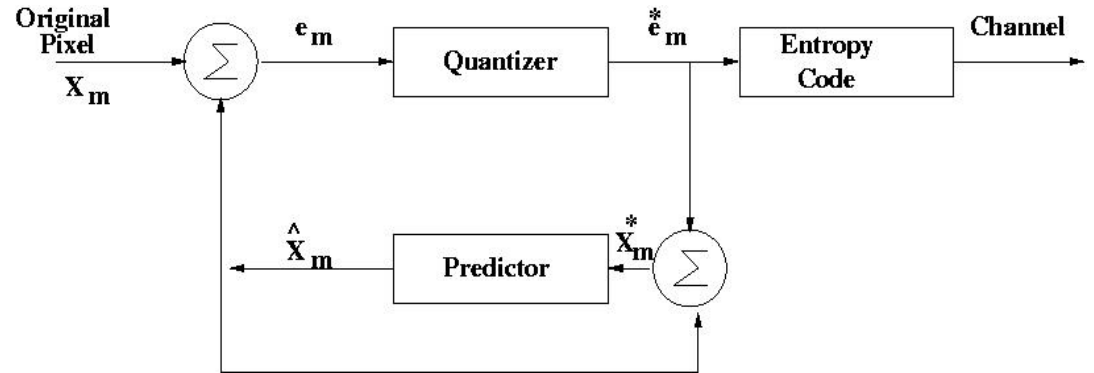 Original
Pixel
X m
Σ
e m
Quantizer
*
e m
Entropy
Code
Channel
^
X m
Predictor
*
X m
Σ